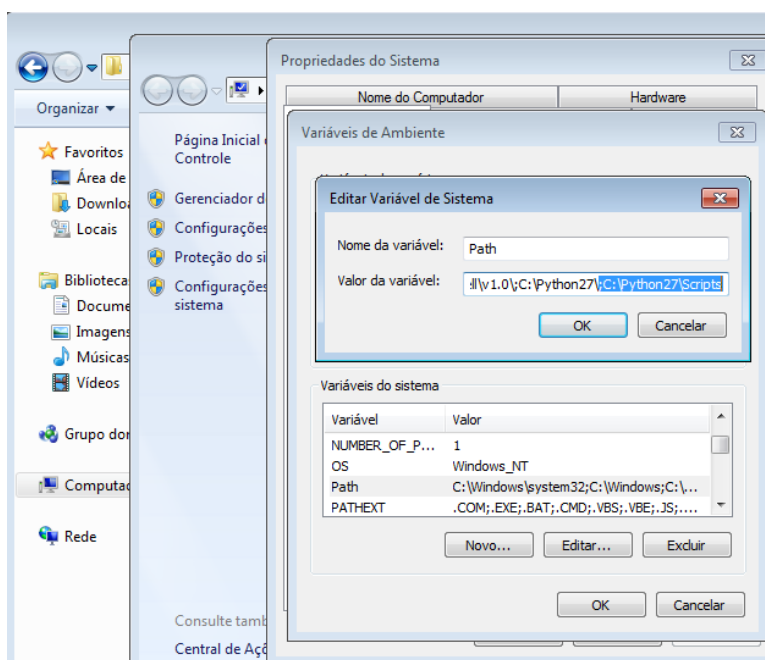 Organizar
Favoritos
Área de
Downlo
Locais
Biblioteca
Docume
Imagens
Músicas
Vídeos
Grupo do
Computa
Rede
Página Inicial
Controle
Gerenciador d
Configurações
Proteção do si
Configurações
sistema
Consulte tamb
Central de Açõ
Propriedades do Sistema
Nome do Computador
Hardware
Variáveis de Ambiente
Editar Variável de Sistema
Nome da variável:
Path
Valor da variável:
ll\v1.0\;C:\Python27\;C:\Python27\Scripts
OK
Cancelar
Variáveis do sistema
Variável Valor
NUMBER_OF_P... 1
OS Windows_NT
Path C:\Windows\system32;C:\Windows;C:\...
PATHEXT .COM;.EXE;.BAT;.CMD;.VBS;.VBE;.JS;....
Novo... Editar... Excluir
OK Cancelar